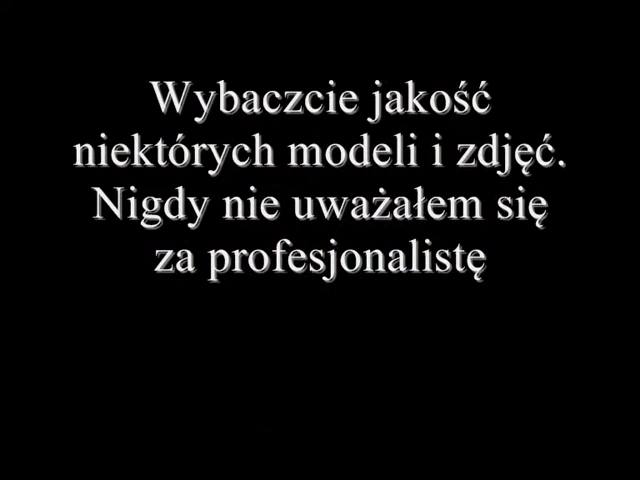 Wybaczcie jakość
niektórych modeli i zdjęć.
Nigdy nie uważałem się
za profesjonalistę